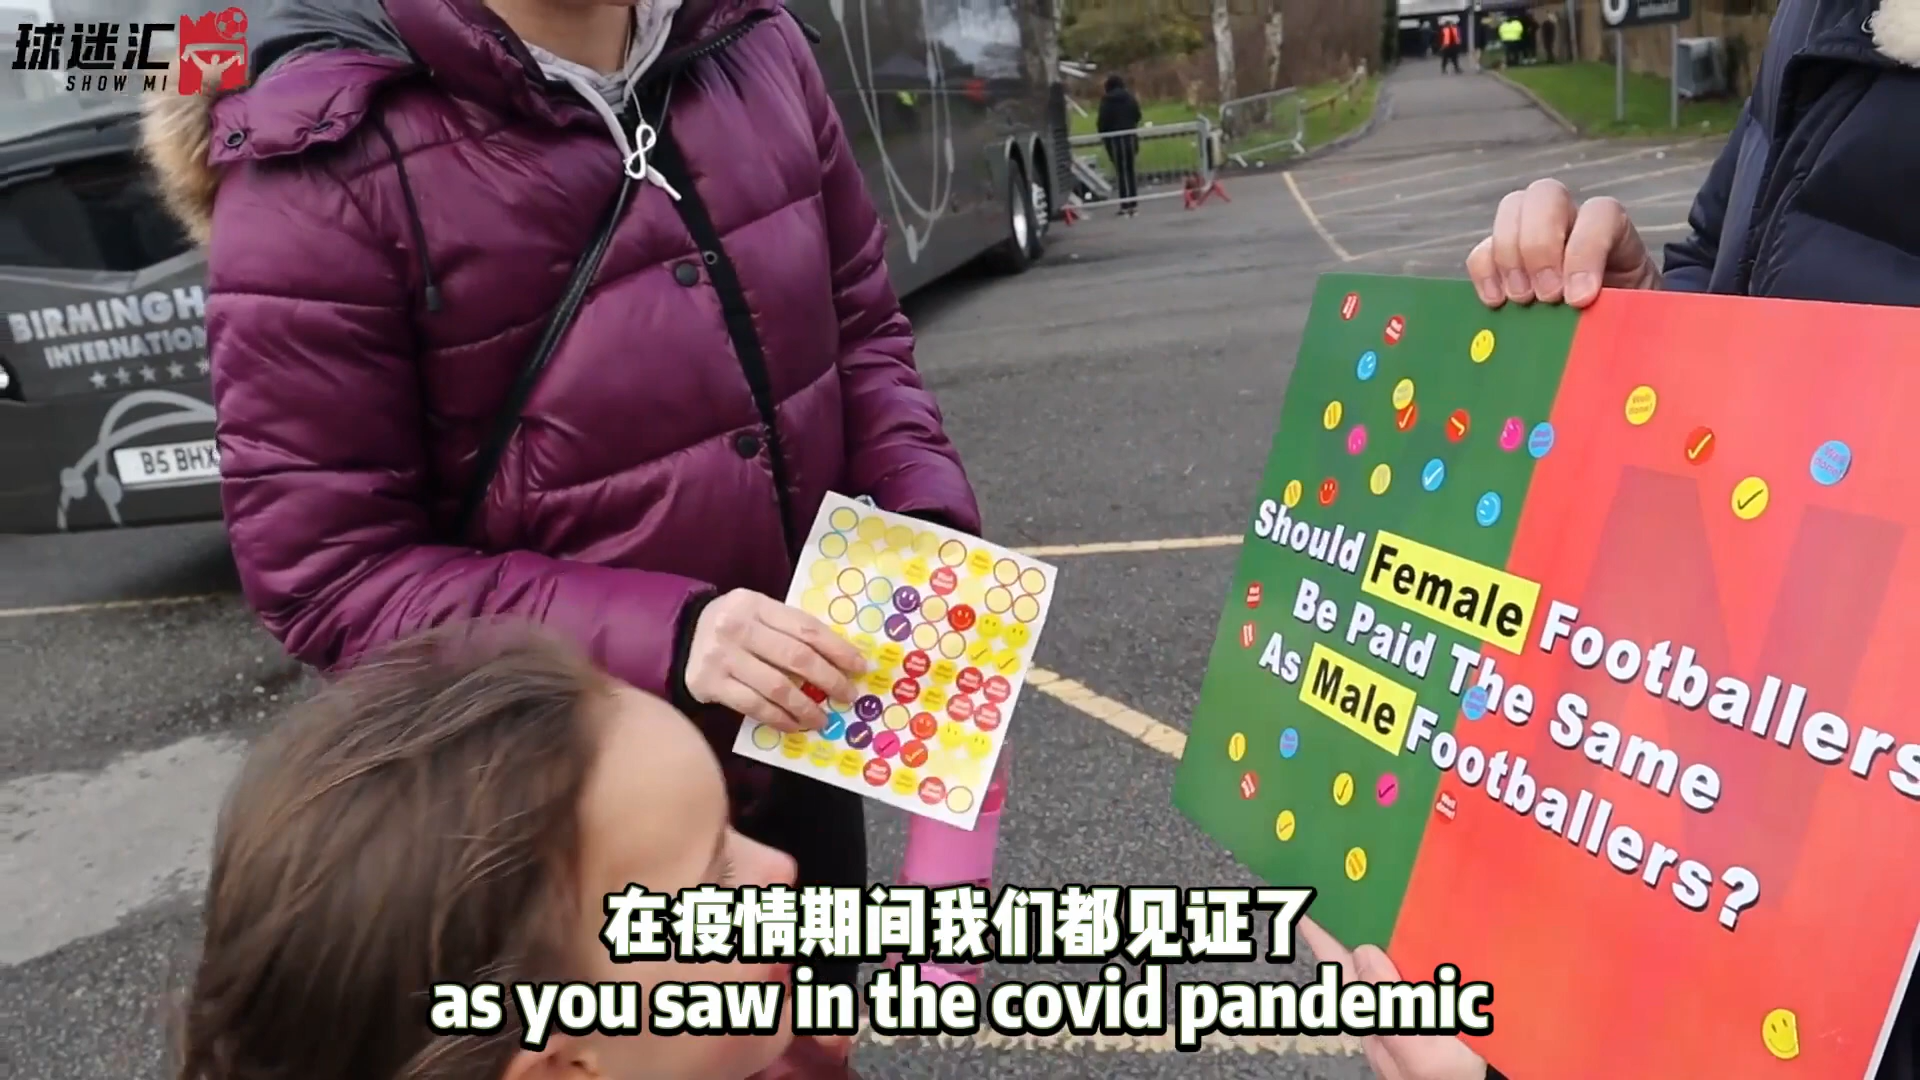 球迷汇
SHOW MI
BIRMINGH
INTERNATION
B5 BHX
Should Female Footballers
Be Paid The Same
As Male Footballers?
N
在疫情期间我们都见证了
as you saw in the covid pandemic